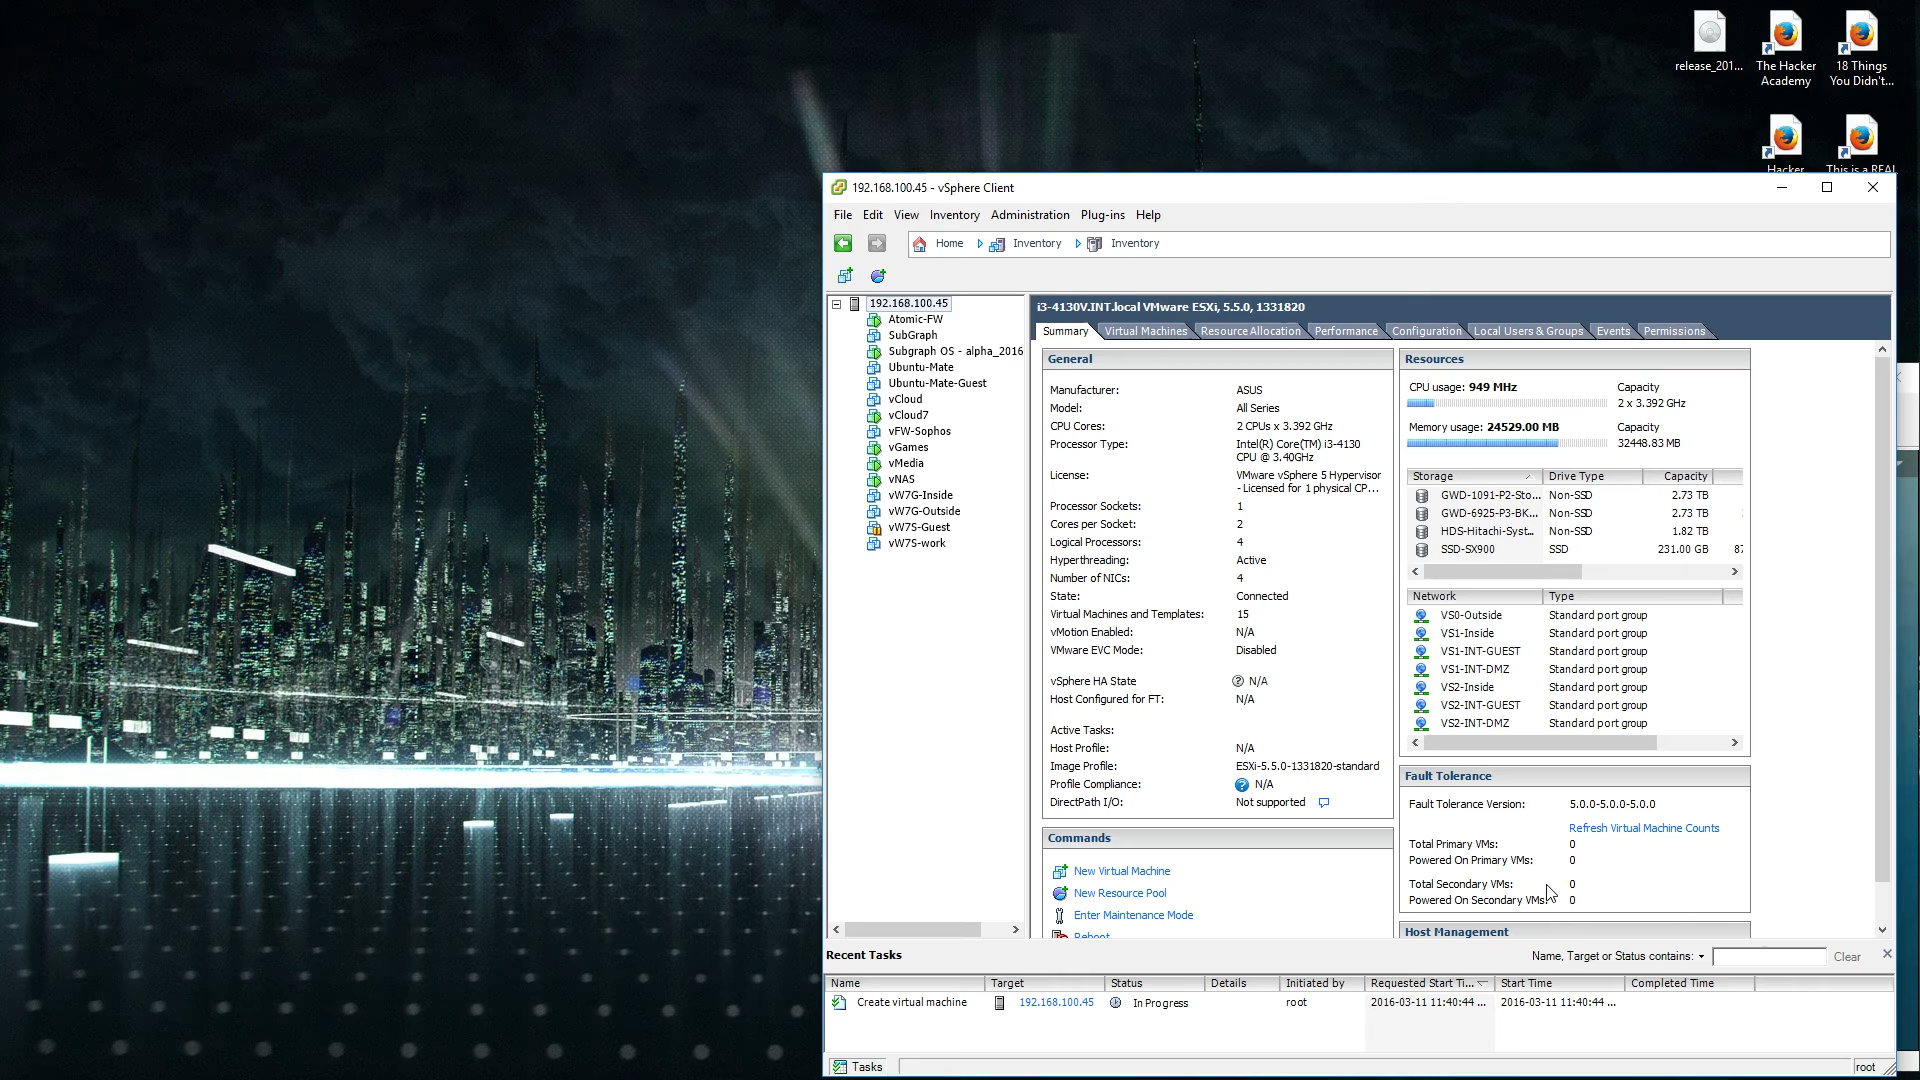 release_201...
The Hacker
Academy
18 Things
You Didn't...
Hacker
This is a REAL
192.168.100.45 - vSphere Client
File Edit View Inventory Administration Plug-ins Help
Home Inventory Inventory
192.168.100.45
Atomic-FW
SubGraph
Subgraph OS - alpha_2016
Ubuntu-Mate
Ubuntu-Mate-Guest
vCloud
vCloud7
vFW-Sophos
vGames
vMedia
vNAS
vW7G-Inside
vW7G-Outside
vW7S-Guest
vW7S-work
i3-4130V.INT.local VMware ESXi, 5.5.0, 1331820
Summary Virtual Machines Resource Allocation Performance Configuration Local Users & Groups Events Permissions
General
Manufacturer: ASUS
Model: All Series
CPU Cores: 2 CPUs x 3.392 GHz
Processor Type: Intel(R) Core(TM) i3-4130
CPU @ 3.40GHz
License: VMware vSphere 5 Hypervisor
- Licensed for 1 physical CP...
Processor Sockets: 1
Cores per Socket: 2
Logical Processors: 4
Hyperthreading: Active
Number of NICs: 4
State: Connected
Virtual Machines and Templates: 15
vMotion Enabled: N/A
VMware EVC Mode: Disabled
vSphere HA State N/A
Host Configured for FT: N/A
Active Tasks:
Host Profile: N/A
Image Profile: ESXi-5.5.0-1331820-standard
Profile Compliance: N/A
DirectPath I/O: Not supported
Commands
New Virtual Machine
New Resource Pool
Enter Maintenance Mode
Reboot
Resources
CPU usage: 949 MHz Capacity
2 x 3.392 GHz
Memory usage: 24529.00 MB Capacity
32448.83 MB
Storage Drive Type Capacity
GWD-1091-P2-Sto... Non-SSD 2.73 TB
GWD-6925-P3-BK... Non-SSD 2.73 TB
HDS-Hitachi-Syst... Non-SSD 1.82 TB
SSD-SX900 SSD 231.00 GB 87
Network Type
VS0-Outside Standard port group
VS1-Inside Standard port group
VS1-INT-GUEST Standard port group
VS1-INT-DMZ Standard port group
VS2-Inside Standard port group
VS2-INT-GUEST Standard port group
VS2-INT-DMZ Standard port group
Fault Tolerance
Fault Tolerance Version: 5.0.0-5.0.0-5.0.0
Refresh Virtual Machine Counts
Total Primary VMs: 0
Powered On Primary VMs: 0
Total Secondary VMs: 0
Powered On Secondary VMs: 0
Host Management
Recent Tasks
Name, Target or Status contains: Clear
Name Target Status Details Initiated by Requested Start Ti... Start Time Completed Time
Create virtual machine 192.168.100.45 In Progress root 2016-03-11 11:40:44 ... 2016-03-11 11:40:44 ...
Tasks root